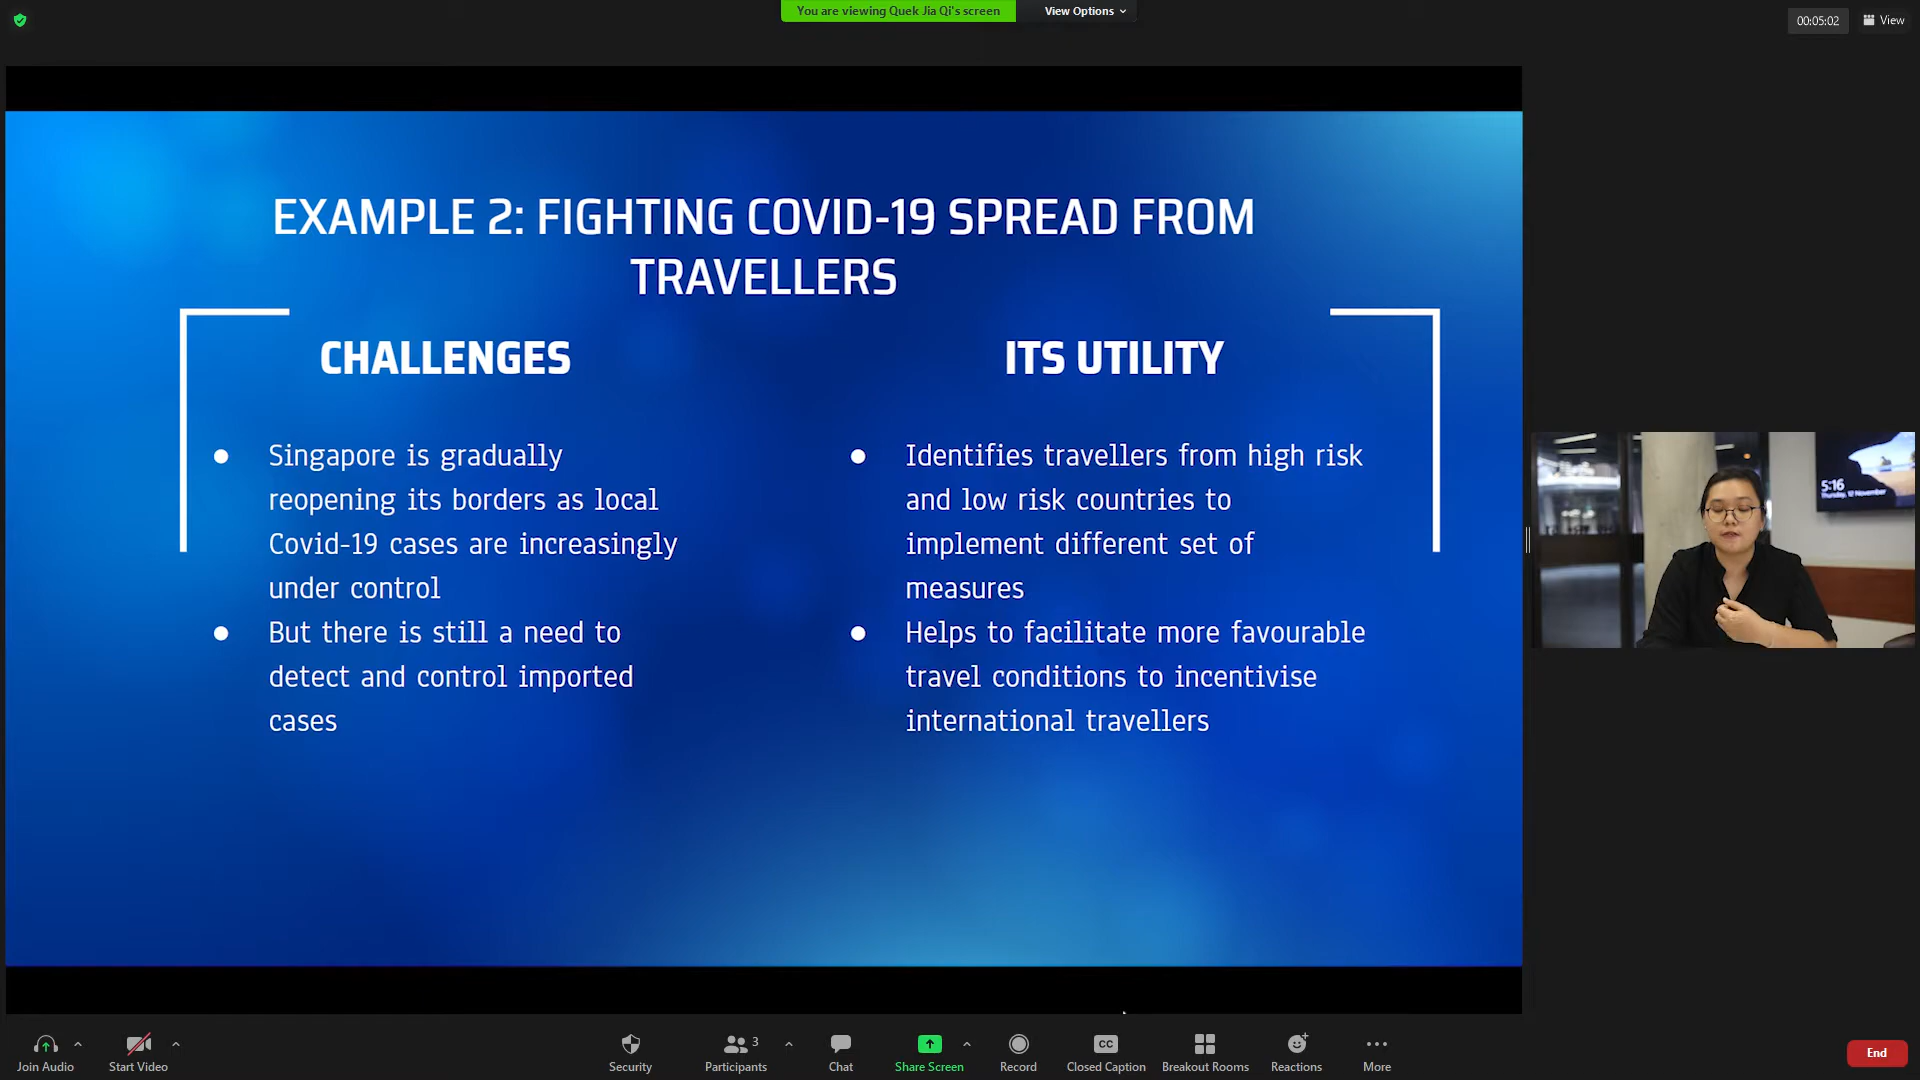 You are viewing Quek Jia Qi's screen
View Options
00:05:02
View
EXAMPLE 2: FIGHTING COVID-19 SPREAD FROM
TRAVELLERS
CHALLENGES
● Singapore is gradually
reopening its borders as local
Covid-19 cases are increasingly
under control
● But there is still a need to
detect and control imported
cases
ITS UTILITY
● Identifies travellers from high risk
and low risk countries to
implement different set of
measures
● Helps to facilitate more favourable
travel conditions to incentivise
international travellers
5:16
Thursday, 12 November
Join Audio
Start Video
Security
Participants 3
Chat
Share Screen
Record
CC
Closed Caption
Breakout Rooms
Reactions
More
End